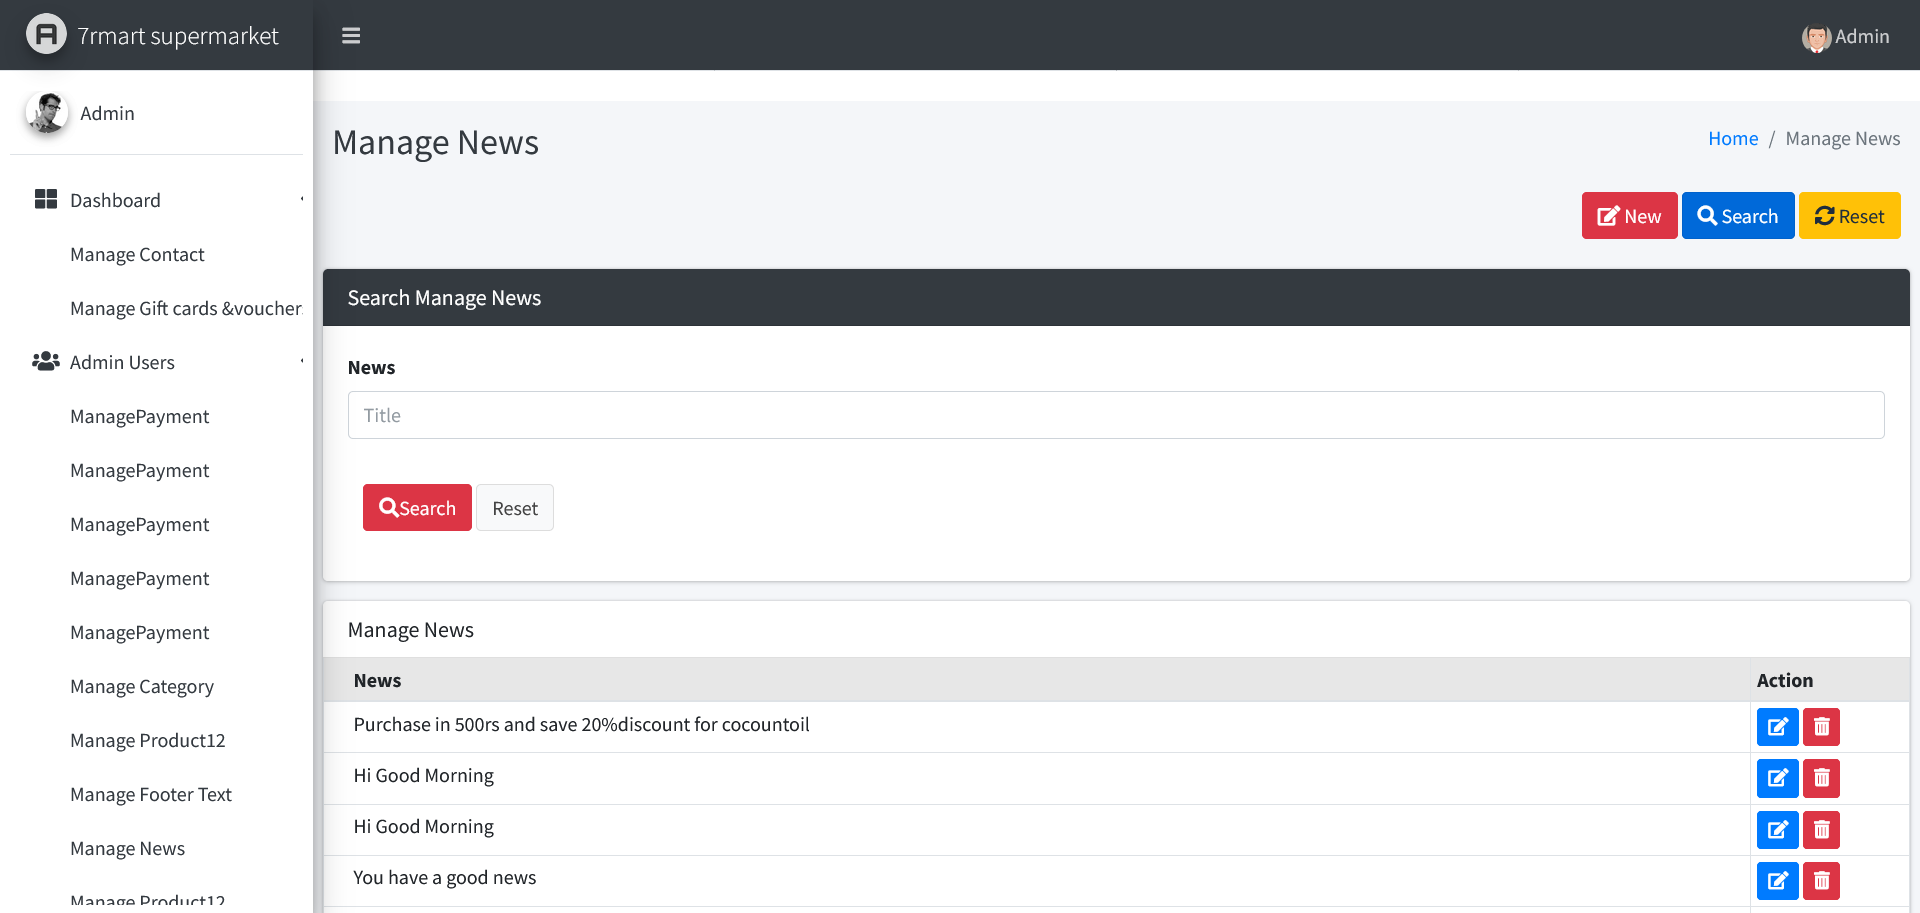 7rmart supermarket
Admin
Admin
Dashboard
Manage Contact
Manage Gift cards &voucher
Admin Users
ManagePayment
ManagePayment
ManagePayment
ManagePayment
ManagePayment
Manage Category
Manage Product12
Manage Footer Text
Manage News
Manage Product12
Manage News
Home / Manage News
New
Search
Reset
Search Manage News
News
Title
Search
Reset
Manage News
News
Action
Purchase in 500rs and save 20%discount for cocountoil
Hi Good Morning
Hi Good Morning
You have a good news